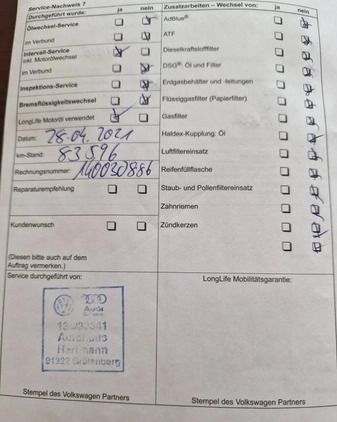 Service-Nachweis 7
Durchgeführt wurde: ja nein
Ölwechsel-Service
im Verbund
Intervall-Service
inkl. Motorölwechsel
im Verbund
Inspektions-Service
Bremsflüssigkeitswechsel
LongLife Motoröl verwendet
Datum: 28.04.2021
km-Stand: 83596
Rechnungsnummer: 140030886
Reparaturempfehlung
Kundenwunsch
(Diesen bitte auch auf dem
Auftrag vermerken.)
Service durchgeführt von:
Autohaus
Hartmann
91322 Gräfenberg
Stempel des Volkswagen Partners
Zusatzarbeiten – Wechsel von: ja nein
AdBlue®
ATF
Dieselkraftstofffilter
DSG®: Öl und Filter
Erdgasbehälter und -leitungen
Flüssiggasfilter (Papierfilter)
Gasfilter
Haldex-Kupplung: Öl
Luftfiltereinsatz
Reifenfüllflasche
Staub- und Pollenfiltereinsatz
Zahnriemen
Zündkerzen
LongLife Mobilitätsgarantie:
Stempel des Volkswagen Partners